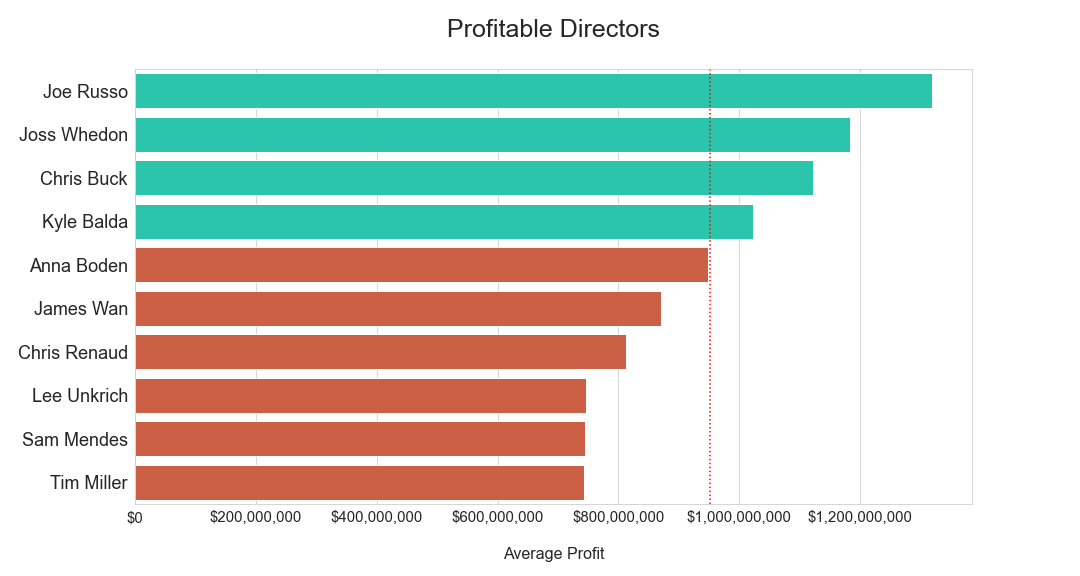 Profitable Directors
Joe Russo
Joss Whedon
Chris Buck
Kyle Balda
Anna Boden
James Wan
Chris Renaud
Lee Unkrich
Sam Mendes
Tim Miller
$0 $200,000,000 $400,000,000 $600,000,000 $800,000,000 $1,000,000,000 $1,200,000,000
Average Profit